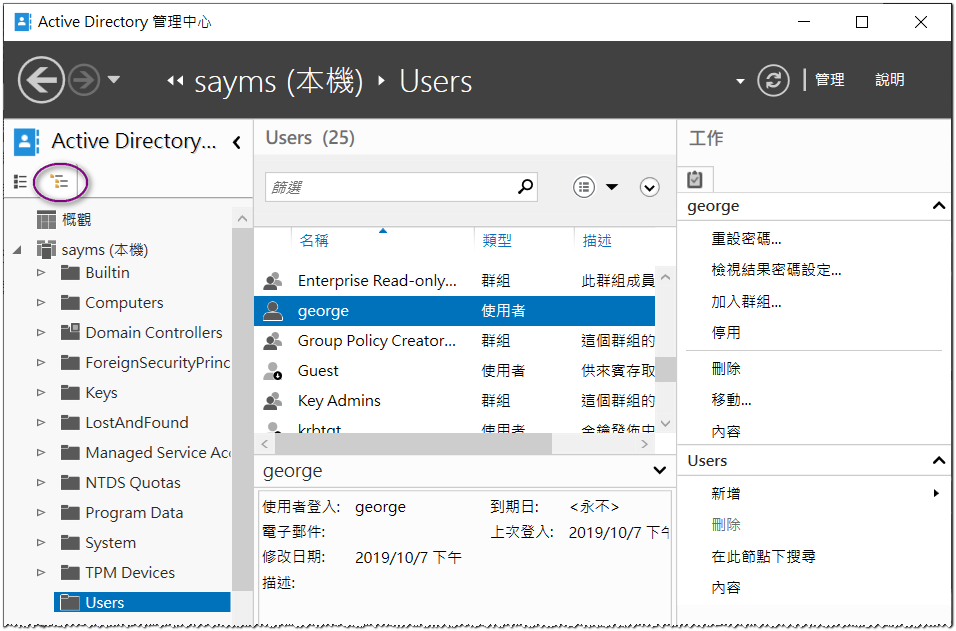 Active Directory 管理中心
sayms (本機) Users
管理 說明
Active Directory...
概觀
sayms (本機)
Builtin
Computers
Domain Controllers
ForeignSecurityPrinc
Keys
LostAndFound
Managed Service Acc
NTDS Quotas
Program Data
System
TPM Devices
Users
Users (25)
篩選
名稱 類型 描述
Enterprise Read-only... 群組 此群組成員
george 使用者
Group Policy Creator... 群組 這個群組的
Guest 使用者 供來賓存取
Key Admins 群組 這個群組的
krbtgt 使用者 金鑰發佈中
george
使用者登入: george 到期日: <永不>
電子郵件: 上次登入: 2019/10/7 下午
修改日期: 2019/10/7 下午
描述:
工作
george
重設密碼...
檢視結果密碼設定...
加入群組...
停用
刪除
移動...
內容
Users
新增
刪除
在此節點下搜尋
內容